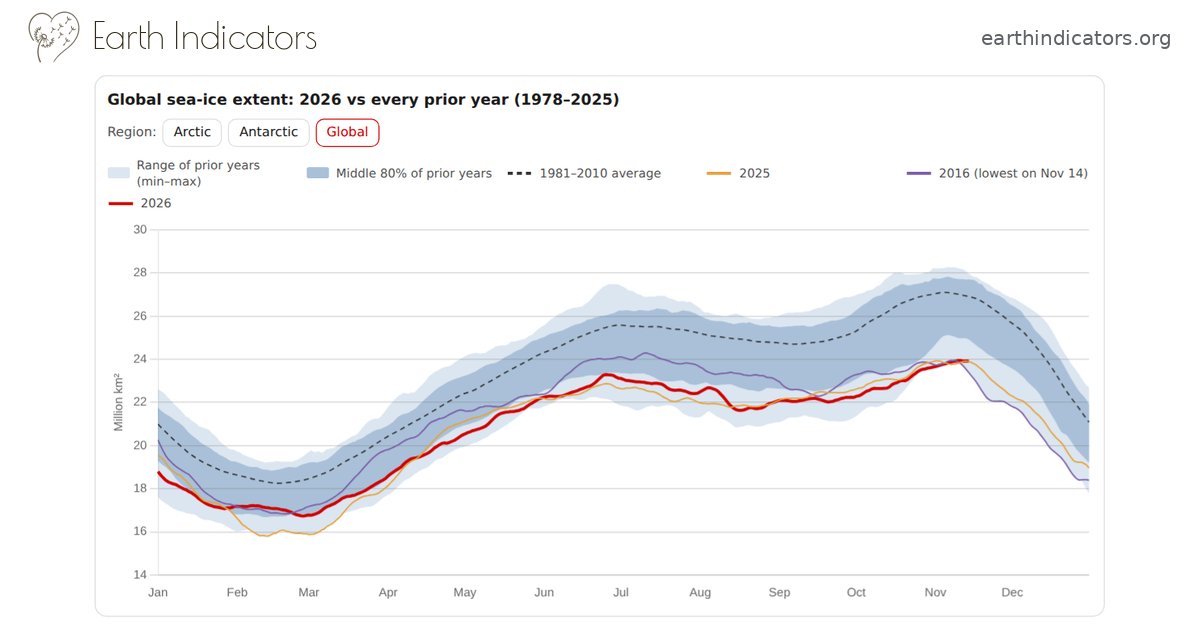 Earth Indicators
earthindicators.org
Global sea-ice extent: 2026 vs every prior year (1978–2025)
Region: Arctic Antarctic Global
Range of prior years
(min–max)
Middle 80% of prior years
1981–2010 average
2025
2016 (lowest on Nov 14)
2026
30
28
26
24
22
20
18
16
14
Million km²
Jan Feb Mar Apr May Jun Jul Aug Sep Oct Nov Dec